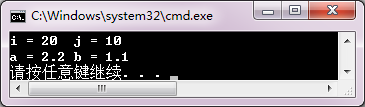 C:\Windows\system32\cmd.exe
i = 20  j = 10
a = 2.2 b = 1.1
请按任意键继续. . .